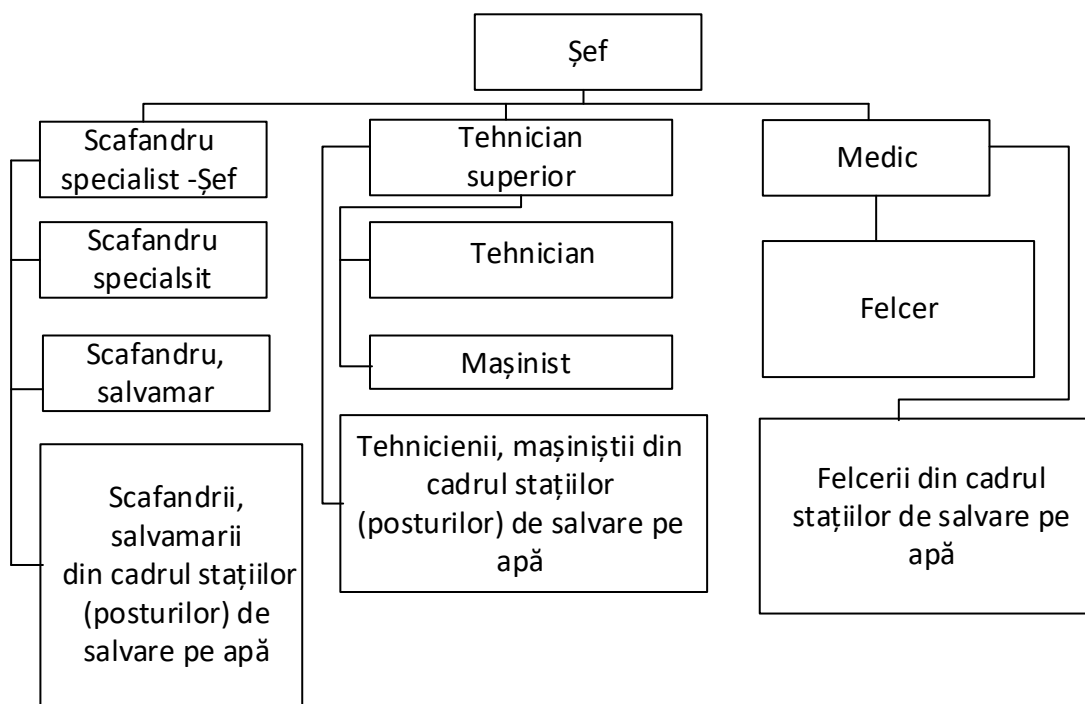 Șef
Scafandru
specialist -Șef
Tehnician
superior
Medic
Scafandru
specialsit
Tehnician
Felcer
Scafandru,
salvamar
Mașinist
Scafandrii,
salvamarii
din cadrul stațiilor
(posturilor) de
salvare pe apă
Tehnicienii, mașiniștii din
cadrul stațiilor
(posturilor) de salvare pe
apă
Felcerii din cadrul
stațiilor de salvare pe
apă